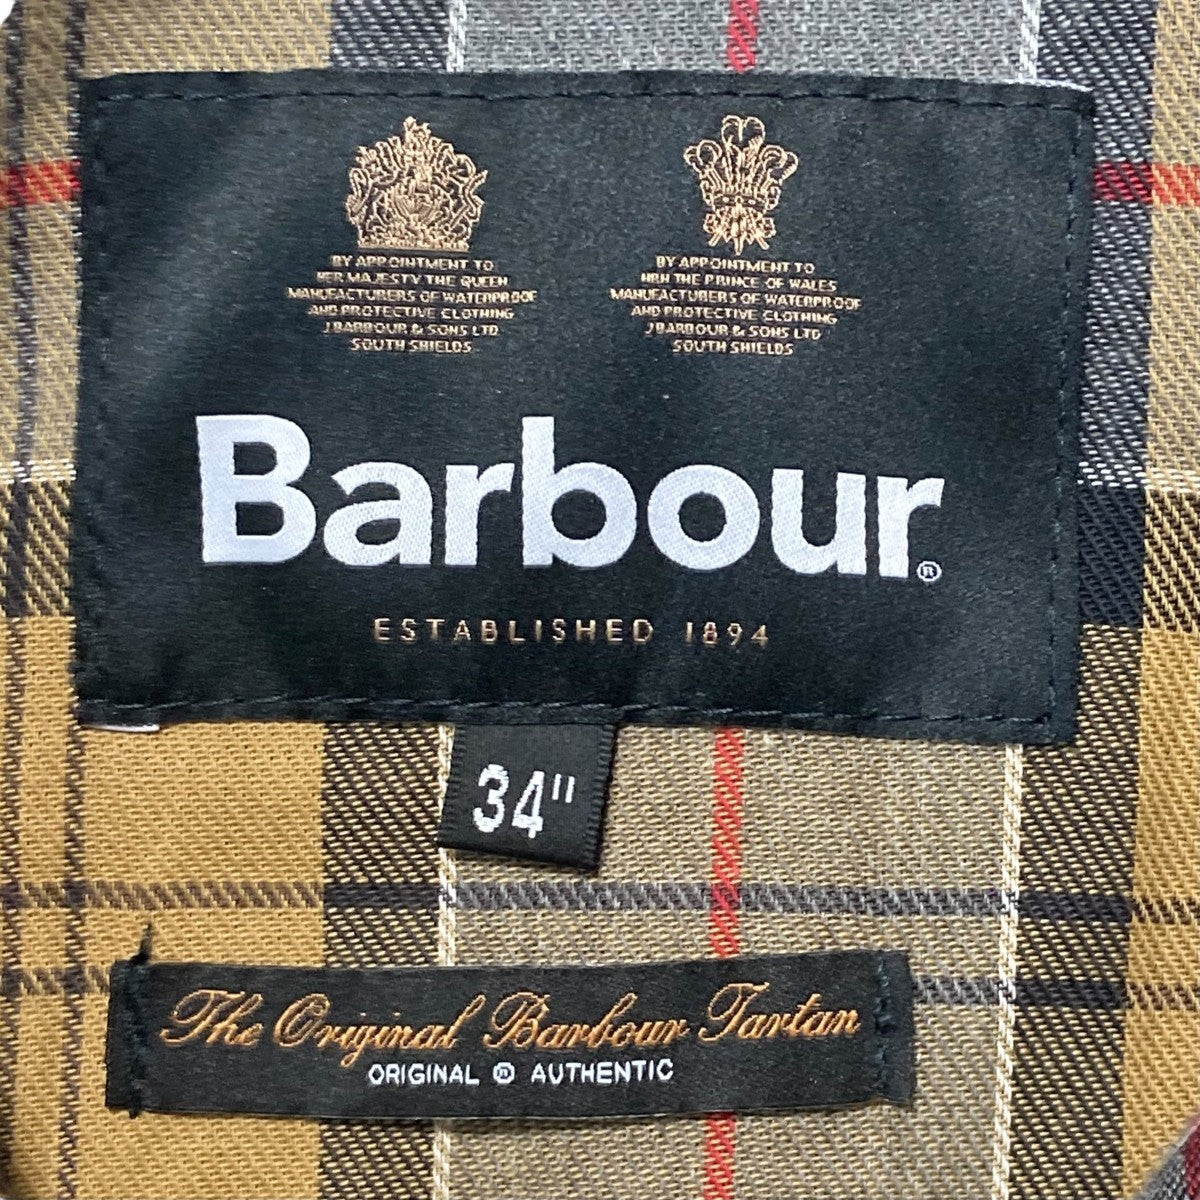 BY APPOINTMENT TO
HER MAJESTY THE QUEEN
MANUFACTURERS OF WATERPROOF
AND PROTECTIVE CLOTHING
J BARBOUR & SONS LTD
SOUTH SHIELDS
BY APPOINTMENT TO
HRH THE PRINCE OF WALES
MANUFACTURERS OF WATERPROOF
AND PROTECTIVE CLOTHING
J BARBOUR & SONS LTD
SOUTH SHIELDS
Barbour®
ESTABLISHED 1894
34"
The Original Barbour Tartan
ORIGINAL ® AUTHENTIC